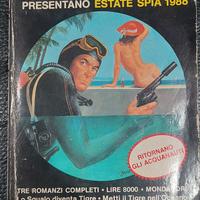 PRESENTANO ESTATE SPIA 1988
RITORNANO
GLI ACQUANAUTI
TRE ROMANZI COMPLETI • LIRE 8000 • MONDADORI
Lo Squalo diventa Tigre • Metti il Tigre nell'Oceano